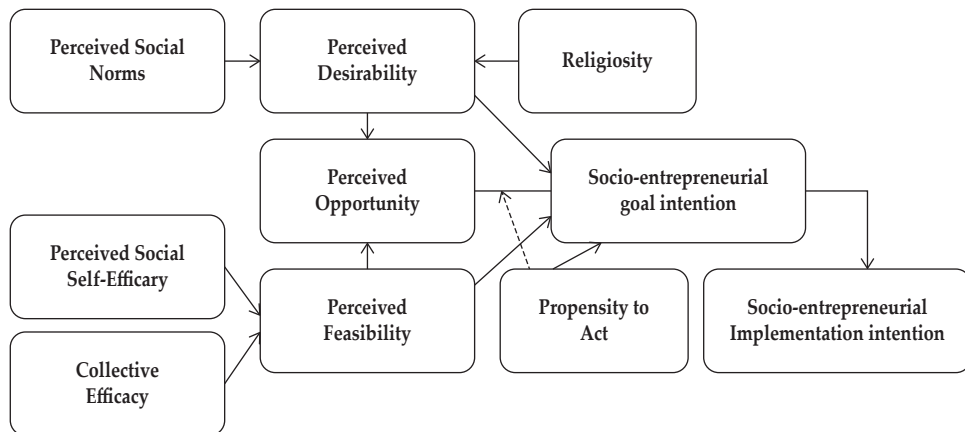 Perceived Social
Norms
Perceived
Desirability
Religiosity
Perceived
Opportunity
Socio-entrepreneurial
goal intention
Perceived Social
Self-Efficary
Perceived
Feasibility
Propensity to
Act
Socio-entrepreneurial
Implementation intention
Collective
Efficacy